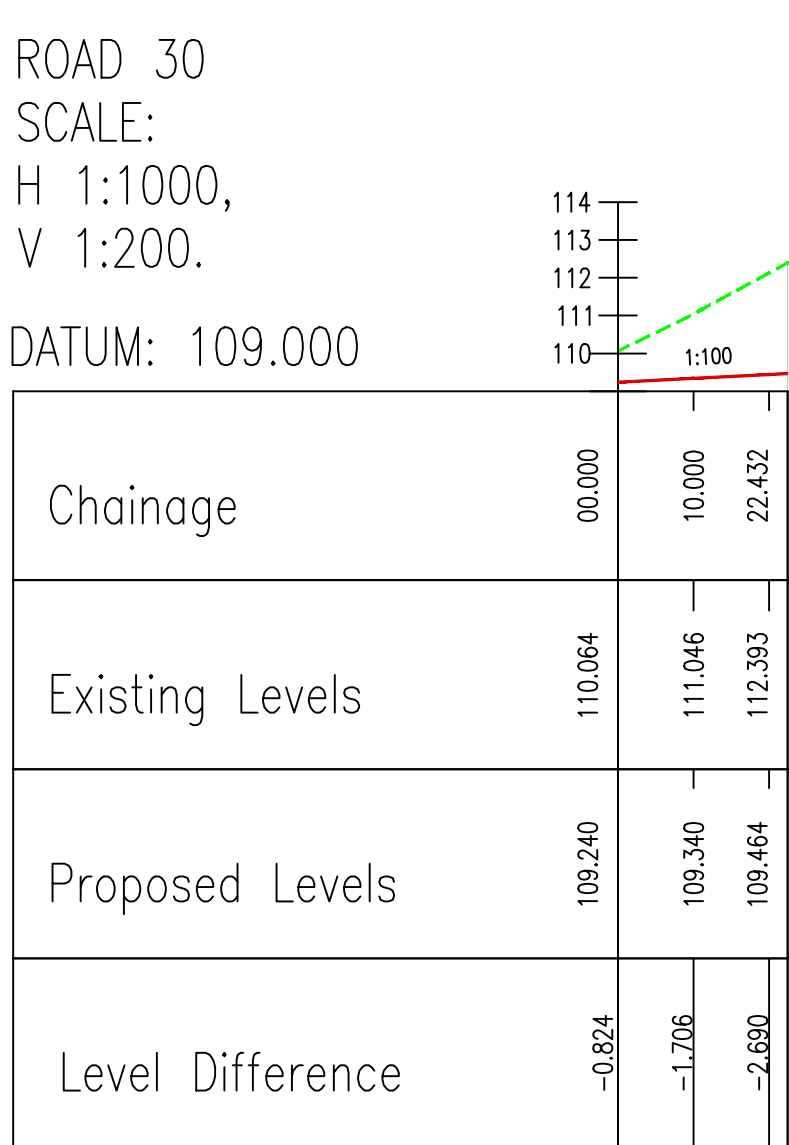 ROAD 30
SCALE:
H 1:1000,
V 1:200.
DATUM: 109.000
114
113
112
111
110
1:100
Chainage 00.000 10.000 22.432
Existing Levels 110.064 111.046 112.393
Proposed Levels 109.240 109.340 109.464
Level Difference -0.824 -1.706 -2.690